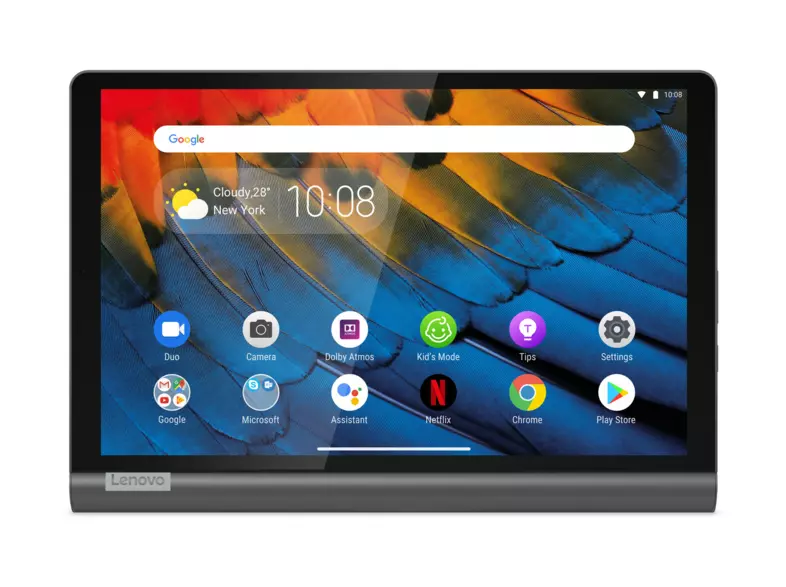 10:08
Google
Cloudy,28°
New York
10:08
Duo
Camera
Dolby Atmos
Kid's Mode
Tips
Settings
Google
Microsoft
Assistant
Netflix
Chrome
Play Store
Lenovo